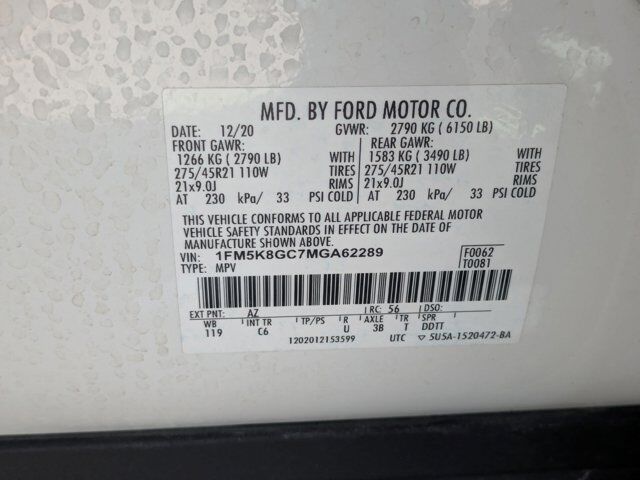 MFD. BY FORD MOTOR CO.
DATE: 12/20 GVWR: 2790 KG ( 6150 LB)
FRONT GAWR: REAR GAWR:
1266 KG ( 2790 LB) WITH 1583 KG ( 3490 LB) WITH
275/45R21 110W TIRES 275/45R21 110W TIRES
21x9.0J RIMS 21x9.0J RIMS
AT 230 kPa/ 33 PSI COLD AT 230 kPa/ 33 PSI COLD
THIS VEHICLE CONFORMS TO ALL APPLICABLE FEDERAL MOTOR
VEHICLE SAFETY STANDARDS IN EFFECT ON THE DATE OF
MANUFACTURE SHOWN ABOVE.
VIN: 1FM5K8GC7MGA62289 F0062
TYPE: MPV T0081
EXT PNT: AZ RC: 56 DSO:
WB INT TR TP/PS R AXLE TR SPR
119 C6 U 3B T DDTT
1202012153599 UTC ▽ 5U5A-1520472-BA